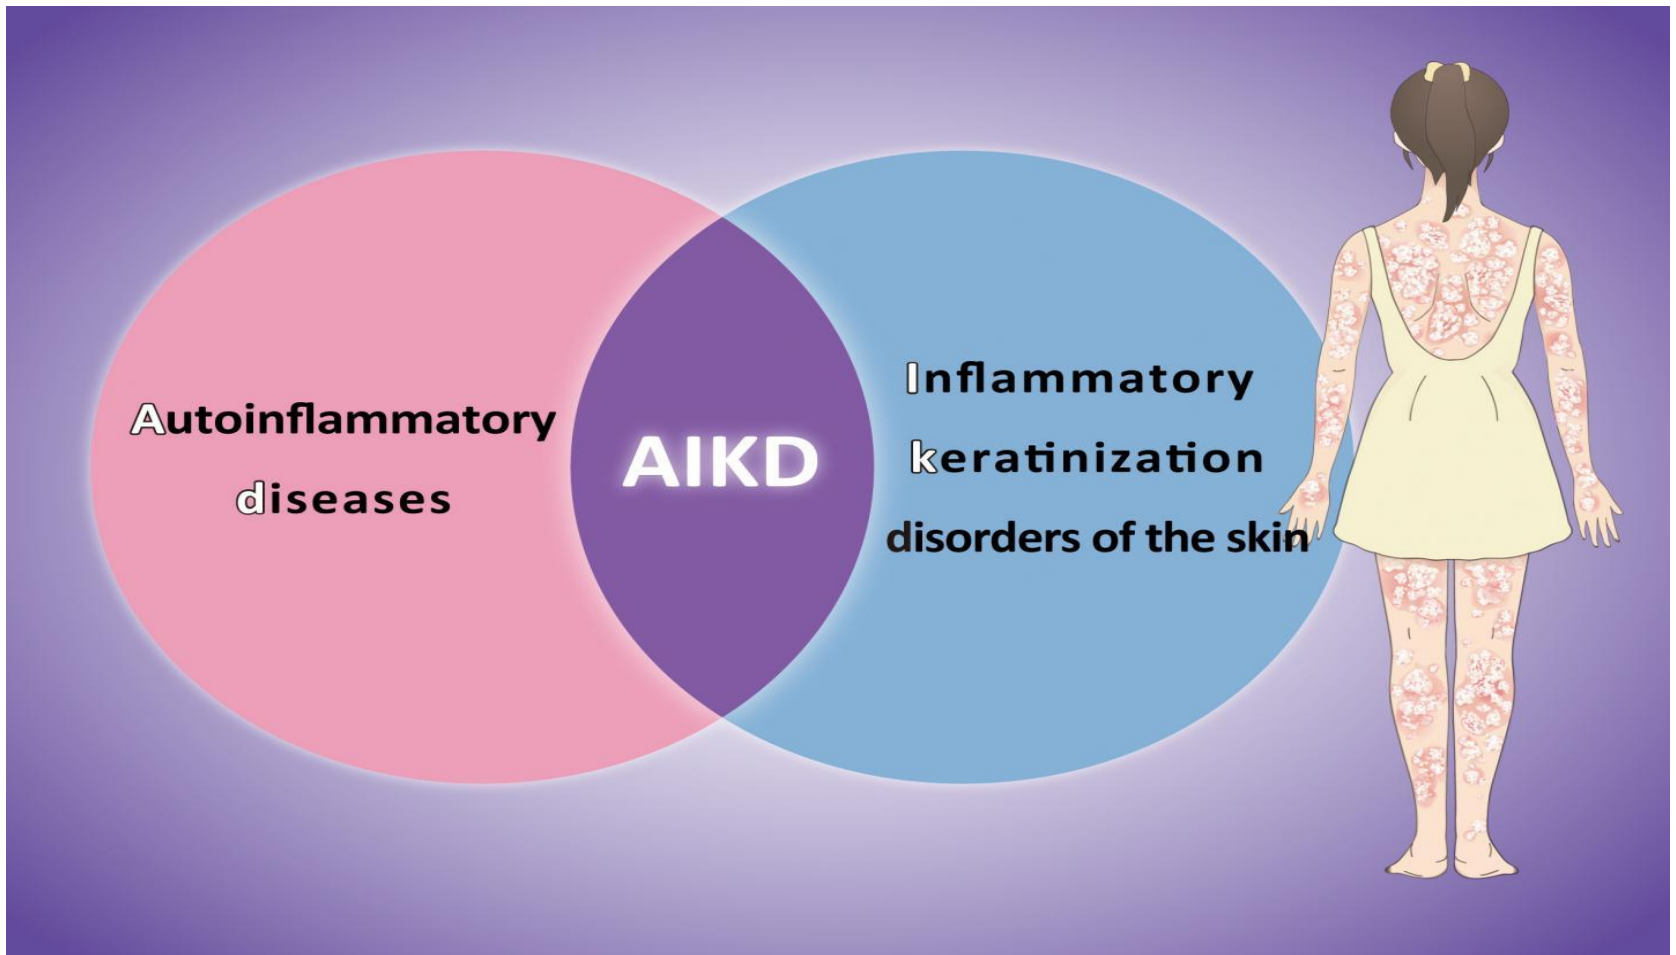 Autoinflammatory
diseases
AIKD
Inflammatory
keratinization
disorders of the skin